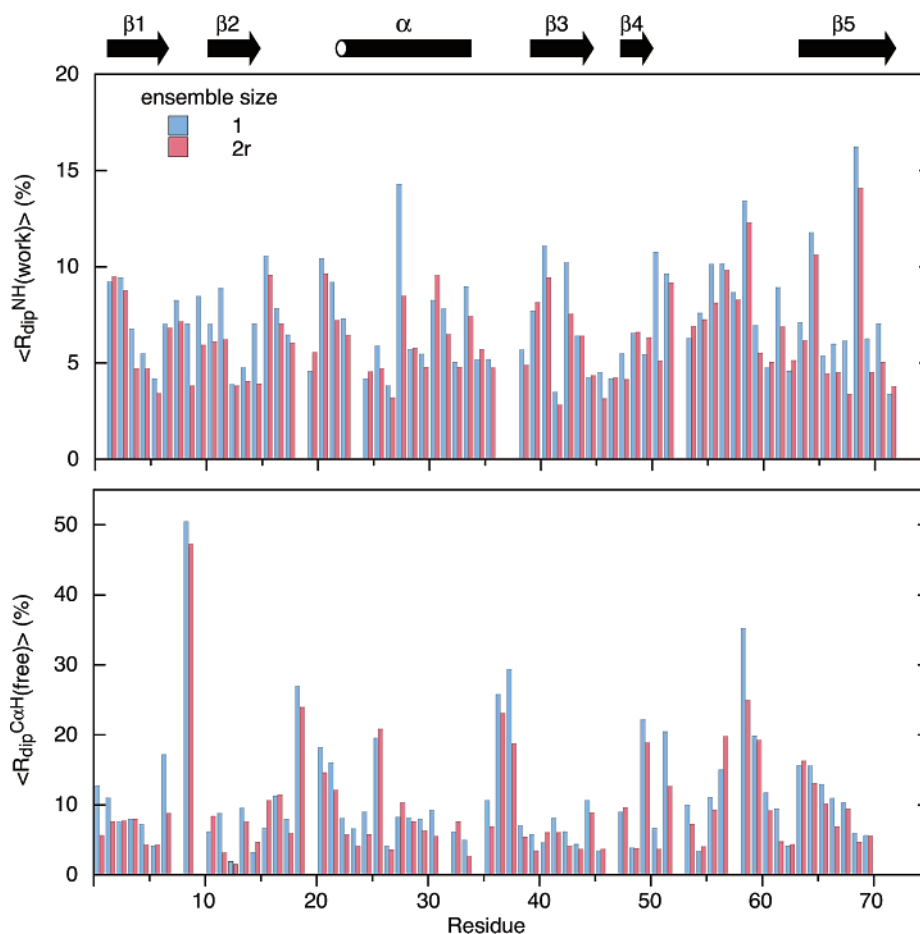 β1 β2 α β3 β4 β5
20
ensemble size
1
2r
15
10
5
0
<R_dip^NH(work)> (%)
50
40
30
20
10
0
<R_dip^CαH(free)> (%)
10 20 30 40 50 60 70
Residue